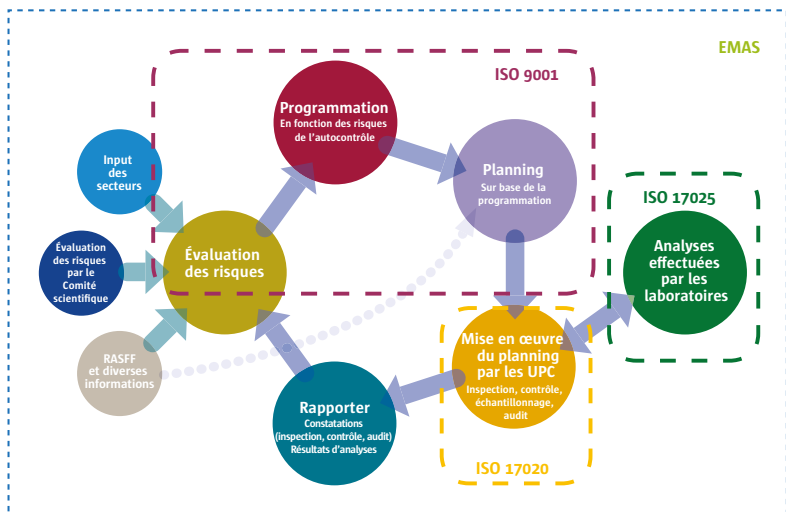 EMAS
ISO 9001
Programmation
En fonction des risques
de l'autocontrôle
Planning
Sur base de la
programmation
Input
des
secteurs
Évaluation
des risques
par le
Comité
scientifique
RASFF
et diverses
informations
Évaluation
des risques
ISO 17025
Analyses
effectuées
par les
laboratoires
Mise en œuvre
du planning
par les UPC
Inspection, contrôle,
échantillonnage,
audit
ISO 17020
Rapporter
Constatations
(inspection, contrôle, audit)
Résultats d'analyses